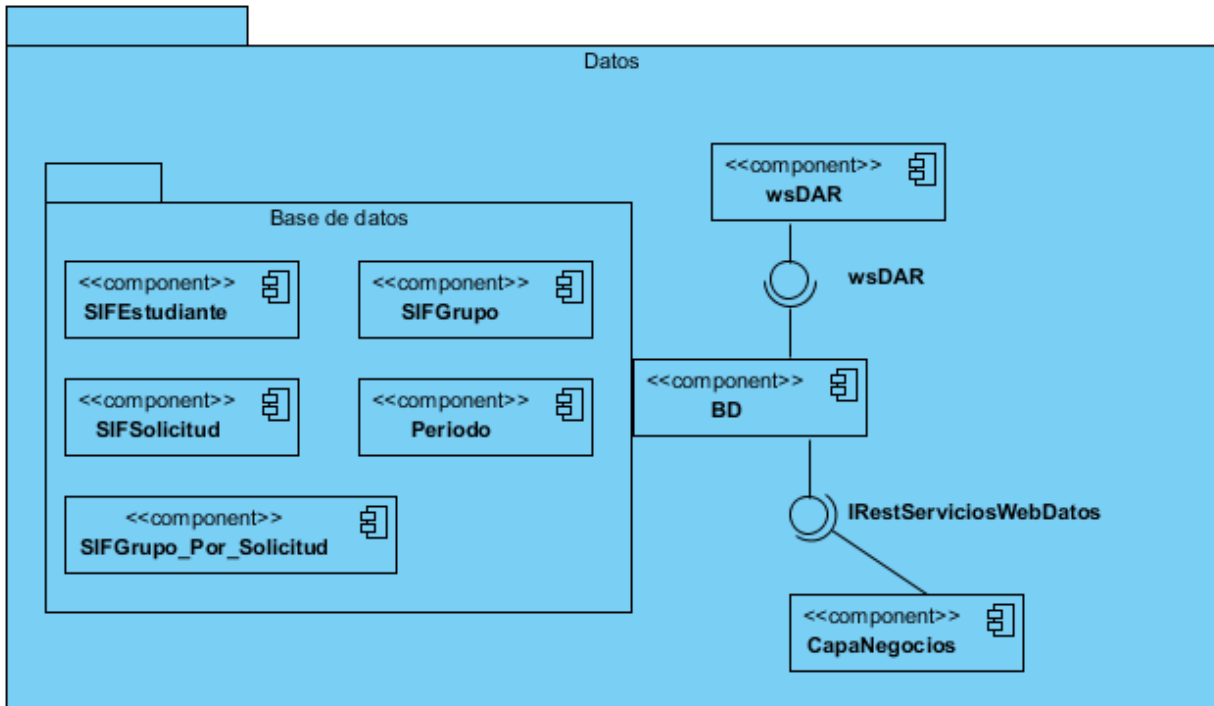 Datos
Base de datos
<<component>>
SIFEstudiante
<<component>>
SIFGrupo
<<component>>
SIFSolicitud
<<component>>
Periodo
<<component>>
SIFGrupo_Por_Solicitud
<<component>>
wsDAR
wsDAR
<<component>>
BD
IRestServiciosWebDatos
<<component>>
CapaNegocios